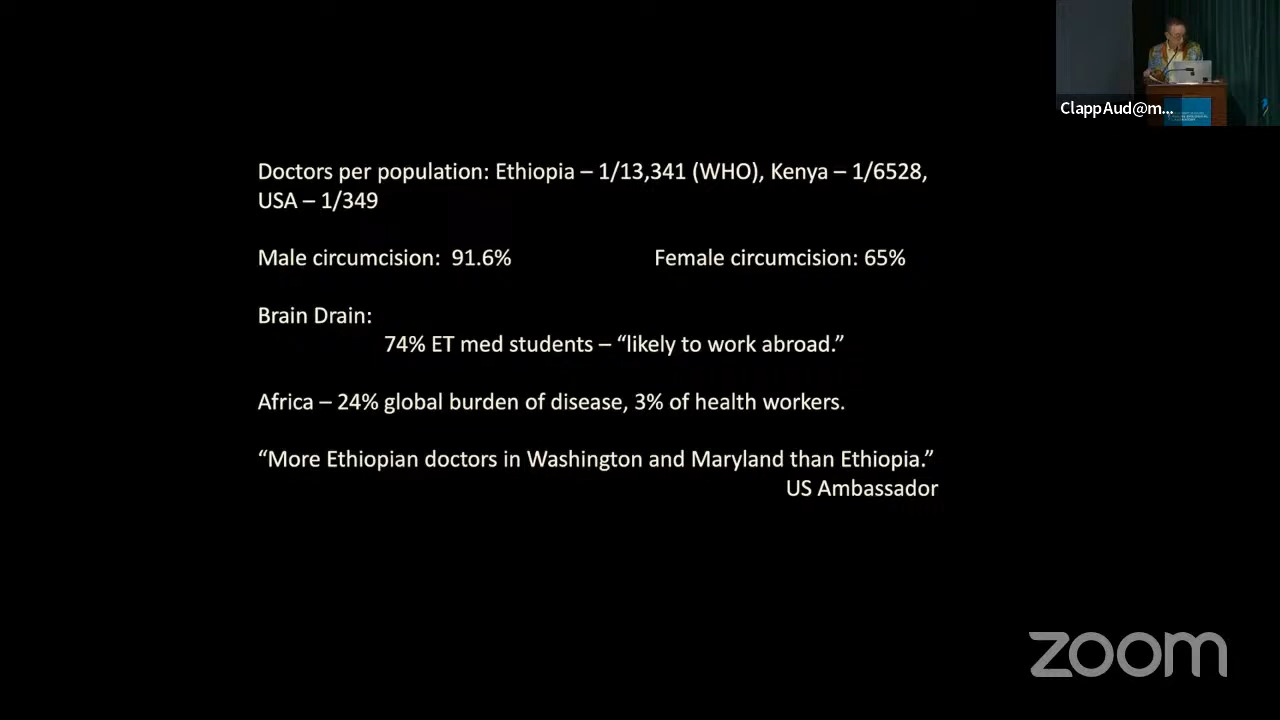 Doctors per population: Ethiopia – 1/13,341 (WHO), Kenya – 1/6528,
USA – 1/349
Male circumcision: 91.6% Female circumcision: 65%
Brain Drain:
74% ET med students – “likely to work abroad.”
Africa – 24% global burden of disease, 3% of health workers.
“More Ethiopian doctors in Washington and Maryland than Ethiopia.”
US Ambassador
ClappAud@m...
zoom